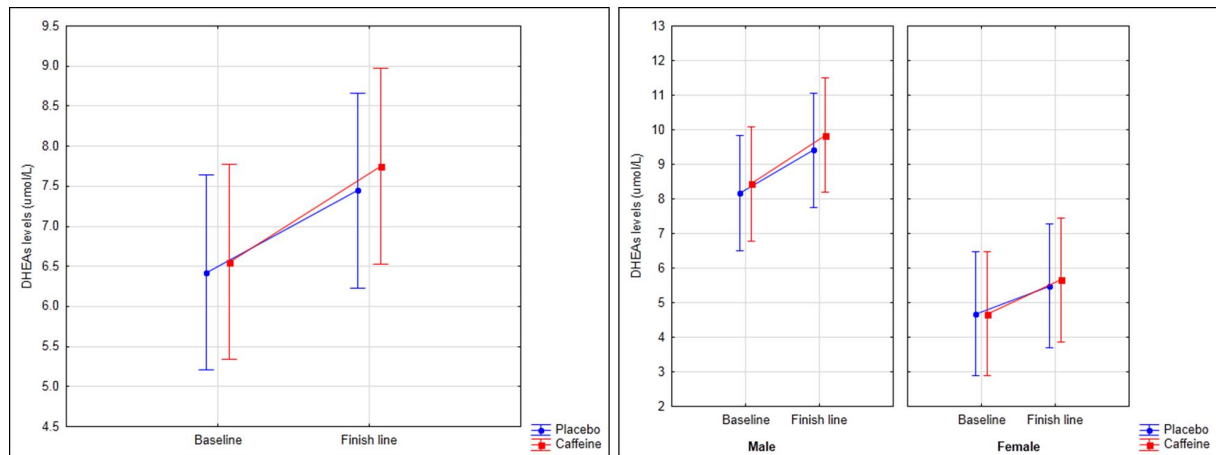 DHEAs levels (umol/L)
9.5
9.0
8.5
8.0
7.5
7.0
6.5
6.0
5.5
5.0
4.5
Baseline Finish line
Placebo
Caffeine
DHEAs levels (umol/L)
13
12
11
10
9
8
7
6
5
4
3
2
Baseline Finish line Baseline Finish line
Male Female
Placebo
Caffeine